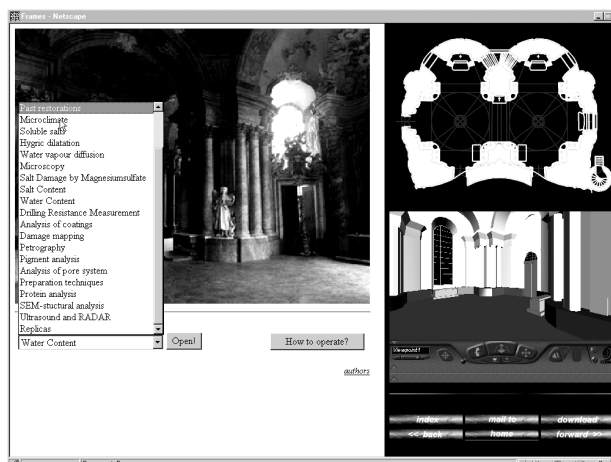 Frames - Netscape
Past restorations
Microclimate
Soluble salts
Hygric dilatation
Water vapour diffusion
Microscopy
Salt Damage by Magnesiumsulfate
Salt Content
Water Content
Drilling Resistance Measurement
Analysis of coatings
Damage mapping
Petrography
Pigment analysis
Analysis of pore system
Preparation techniques
Protein analysis
SEM-stuctural analysis
Ultrasound and RADAR
Replicas
Water Content
Open!
How to operate?
authors
Viewpoint1
index
mail to
download
<< back
home
forward >>